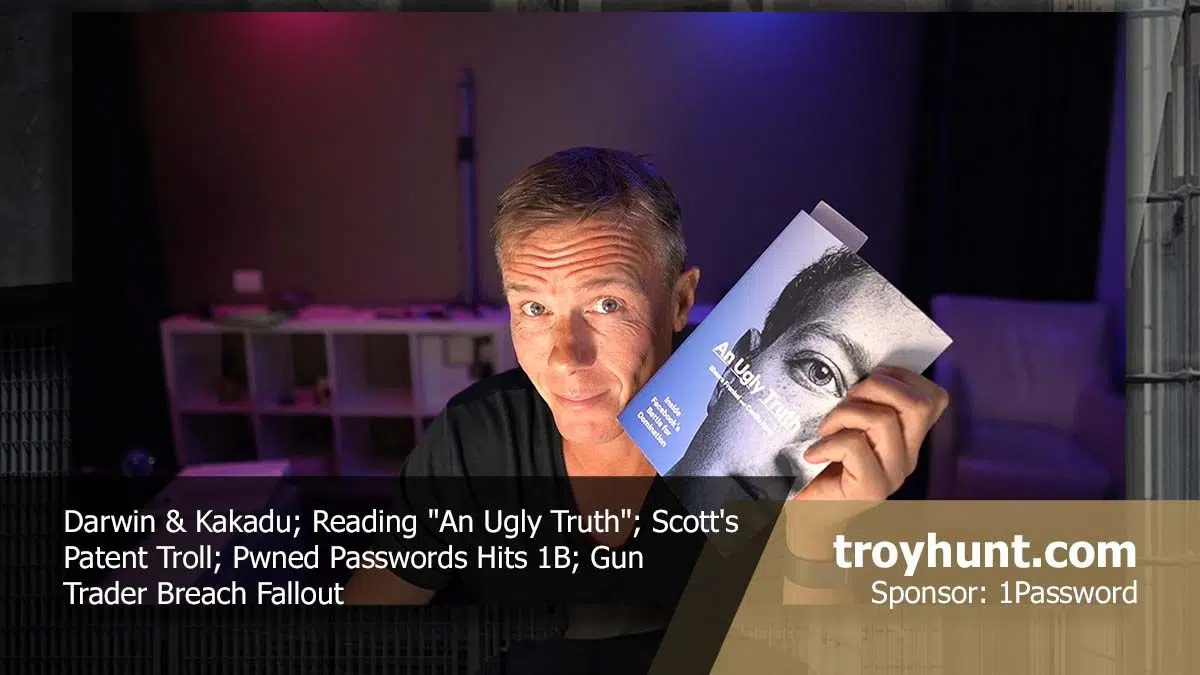 An Ugly Truth
Inside
Facebook's
Battle for
Domination
Darwin & Kakadu; Reading "An Ugly Truth"; Scott's
Patent Troll; Pwned Passwords Hits 1B; Gun
Trader Breach Fallout
troyhunt.com
Sponsor: 1Password